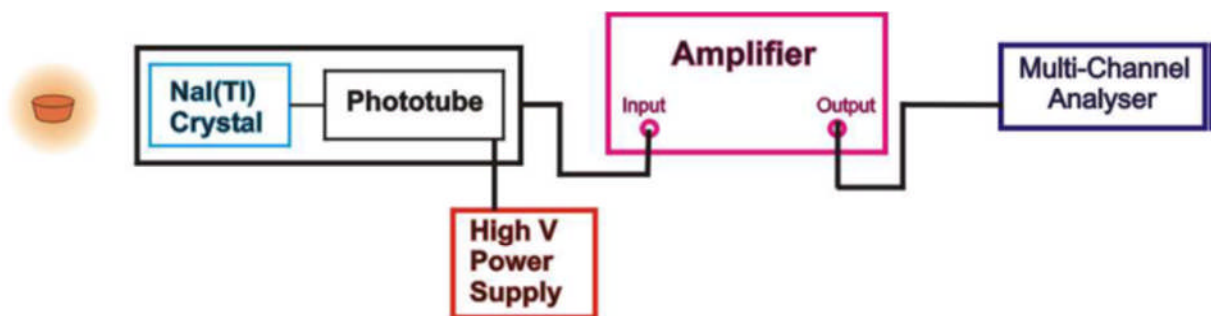 NaI(Tl)
Crystal
Phototube
High V
Power
Supply
Amplifier
Input
Output
Multi-Channel
Analyser